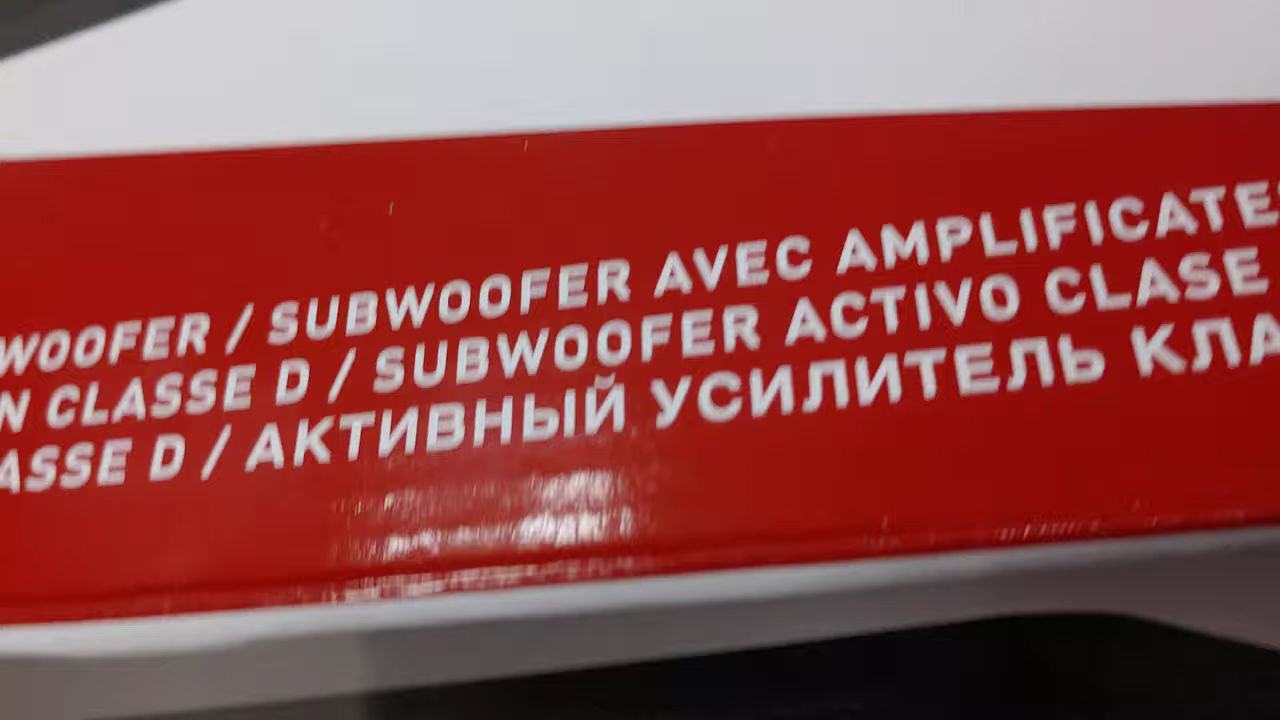 WOOFER / SUBWOOFER AVEC AMPLIFICATE
N CLASSE D / SUBWOOFER ACTIVO CLASE
ASSE D / АКТИВНЫЙ УСИЛИТЕЛЬ КЛА